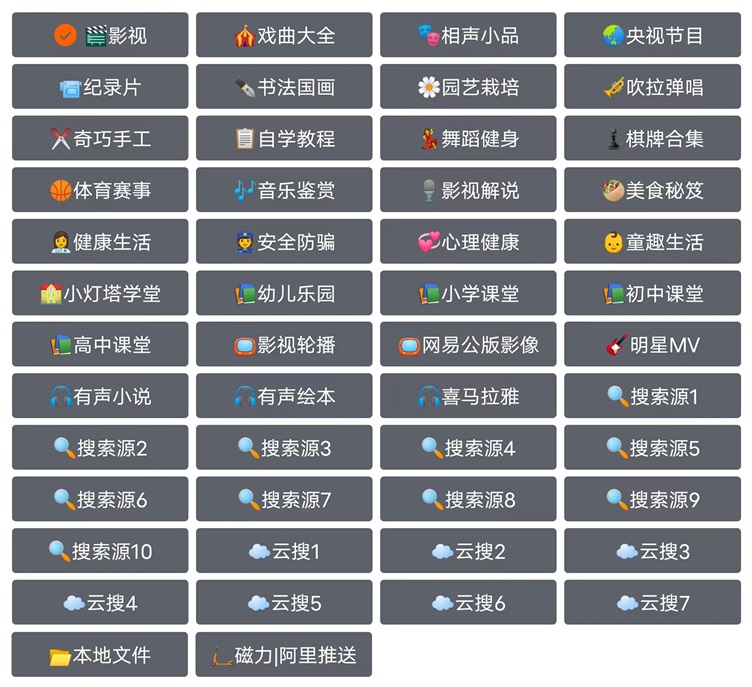 影视
戏曲大全
相声小品
央视节目
纪录片
书法国画
园艺栽培
吹拉弹唱
奇巧手工
自学教程
舞蹈健身
棋牌合集
体育赛事
音乐鉴赏
影视解说
美食秘笈
健康生活
安全防骗
心理健康
童趣生活
小灯塔学堂
幼儿乐园
小学课堂
初中课堂
高中课堂
影视轮播
网易公版影像
明星MV
有声小说
有声绘本
喜马拉雅
搜索源1
搜索源2
搜索源3
搜索源4
搜索源5
搜索源6
搜索源7
搜索源8
搜索源9
搜索源10
云搜1
云搜2
云搜3
云搜4
云搜5
云搜6
云搜7
本地文件
磁力|阿里推送